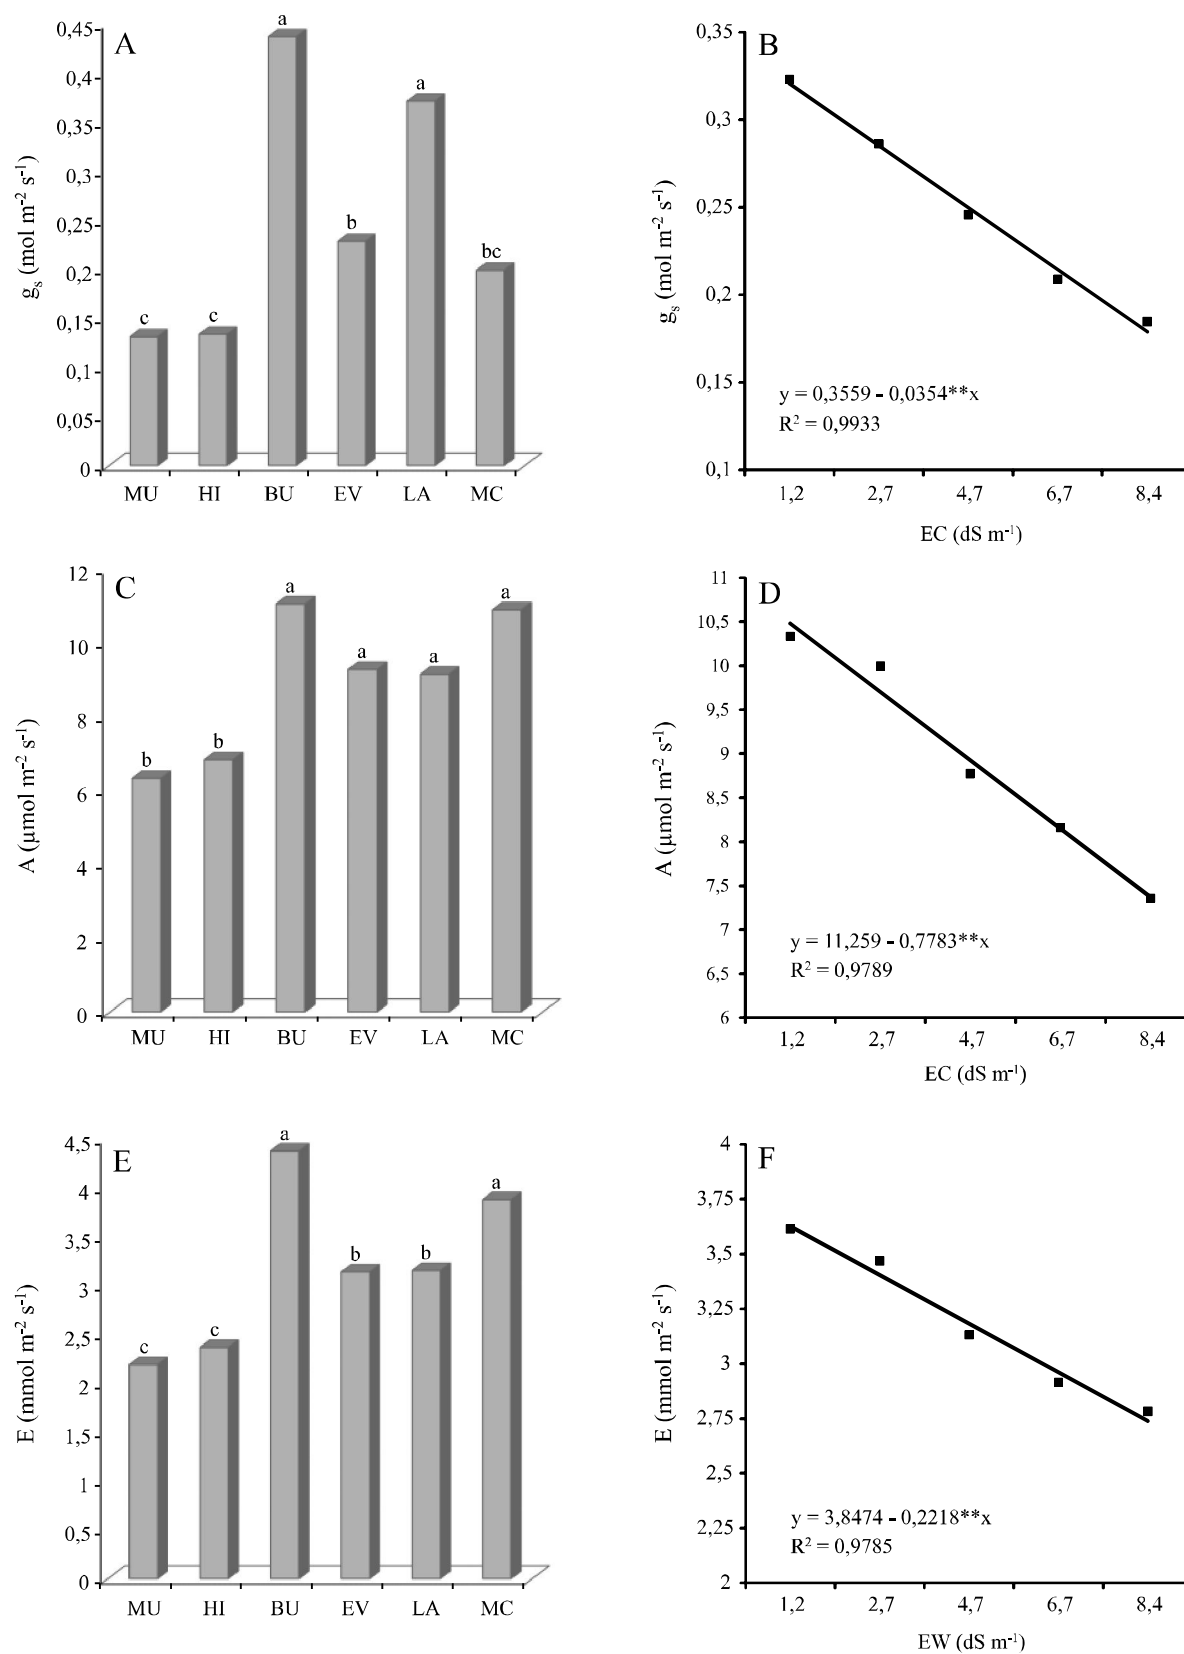 A
g_s (mol m⁻² s⁻¹)
0,45
0,4
0,35
0,3
0,25
0,2
0,15
0,1
0,05
0
c
c
a
b
a
bc
MU HI BU EV LA MC
B
g_s (mol m⁻² s⁻¹)
0,35
0,3
0,25
0,2
0,15
0,1
y = 0,3559 - 0,0354**x
R² = 0,9933
1,2 2,7 4,7 6,7 8,4
EC (dS m⁻¹)
C
A (µmol m⁻² s⁻¹)
12
10
8
6
4
2
0
b
b
a
a
a
a
MU HI BU EV LA MC
D
A (µmol m⁻² s⁻¹)
11
10,5
10
9,5
9
8,5
8
7,5
7
6,5
6
y = 11,259 - 0,7783**x
R² = 0,9789
1,2 2,7 4,7 6,7 8,4
EC (dS m⁻¹)
E
E (mmol m⁻² s⁻¹)
4,5
4
3,5
3
2,5
2
1,5
1
0,5
0
c
c
a
b
b
a
MU HI BU EV LA MC
F
E (mmol m⁻² s⁻¹)
4
3,75
3,5
3,25
3
2,75
2,5
2,25
2
y = 3,8474 - 0,2218**x
R² = 0,9785
1,2 2,7 4,7 6,7 8,4
EW (dS m⁻¹)